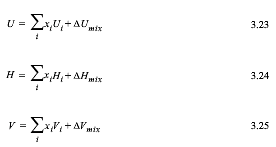 U = ∑ᵢ xᵢUᵢ + ΔU_mix 3.23
H = ∑ᵢ xᵢHᵢ + ΔH_mix 3.24
V = ∑ᵢ xᵢVᵢ + ΔV_mix 3.25